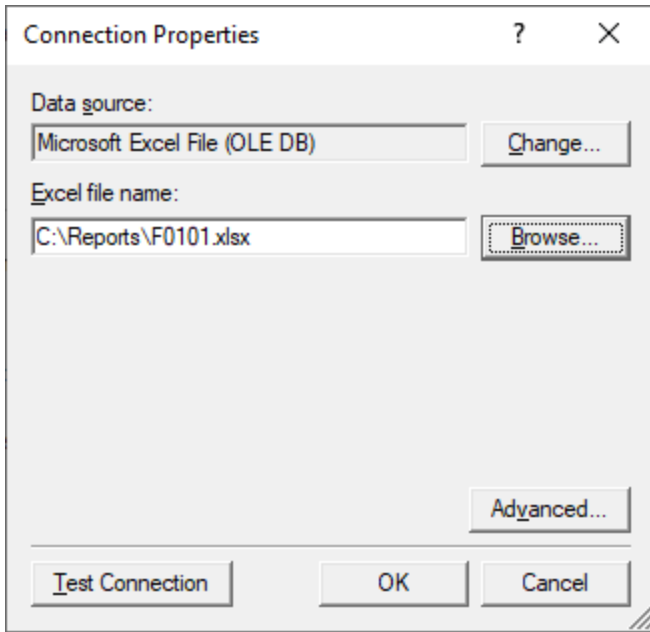 Connection Properties ? ✕
Data source:
Microsoft Excel File (OLE DB) Change...
Excel file name:
C:\Reports\F0101.xlsx Browse...
Advanced...
Test Connection OK Cancel